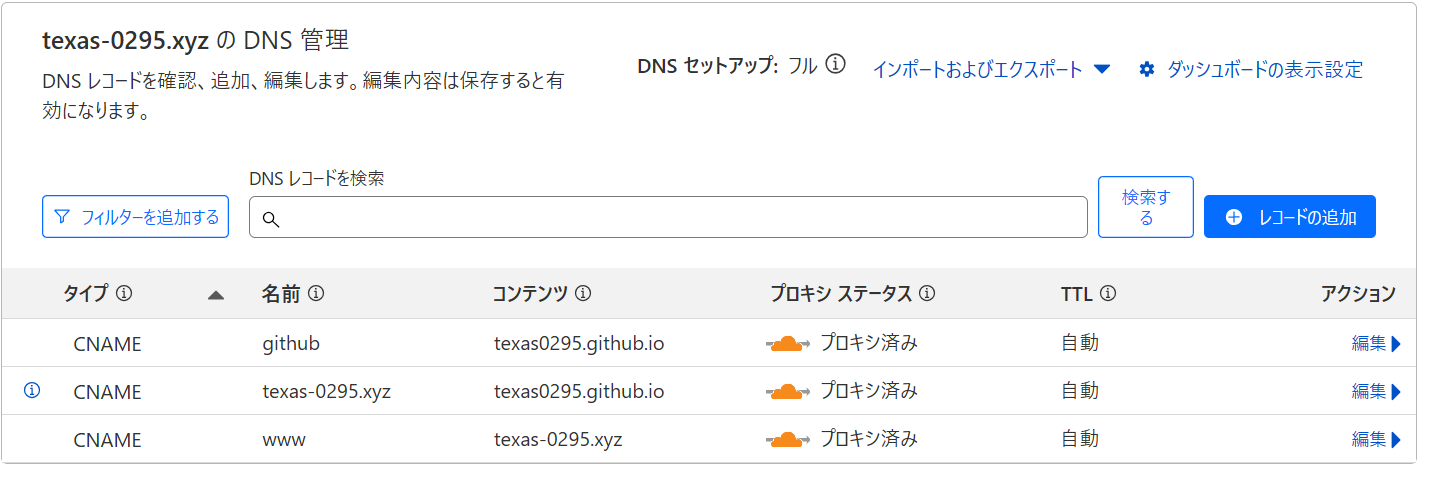 texas-0295.xyz の DNS 管理
DNS レコードを確認、追加、編集します。編集内容は保存すると有
効になります。
DNS セットアップ: フル
インポートおよびエクスポート
ダッシュボードの表示設定
DNS レコードを検索
フィルターを追加する
検索す
る
レコードの追加
タイプ 名前 コンテンツ プロキシ ステータス TTL アクション
CNAME github texas0295.github.io プロキシ済み 自動 編集
CNAME texas-0295.xyz texas0295.github.io プロキシ済み 自動 編集
CNAME www texas-0295.xyz プロキシ済み 自動 編集